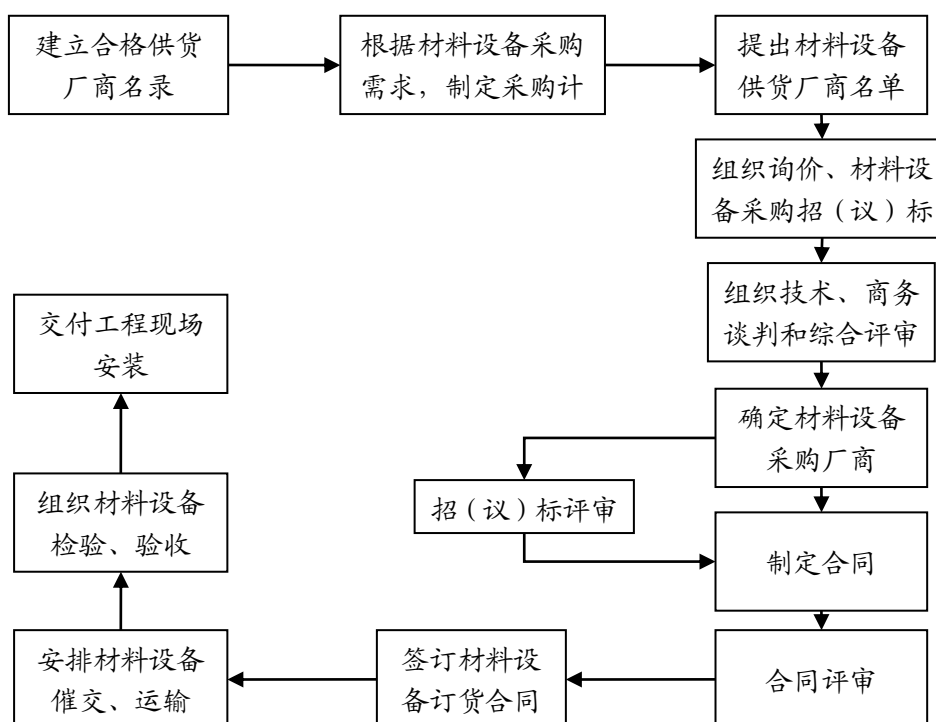 建立合格供货
厂商名录
根据材料设备采购
需求，制定采购计
提出材料设备
供货厂商名单
组织询价、材料设
备采购招（议）标
组织技术、商务
谈判和综合评审
确定材料设备
采购厂商
招（议）标评审
制定合同
合同评审
签订材料设
备订货合同
安排材料设备
催交、运输
组织材料设备
检验、验收
交付工程现场
安装